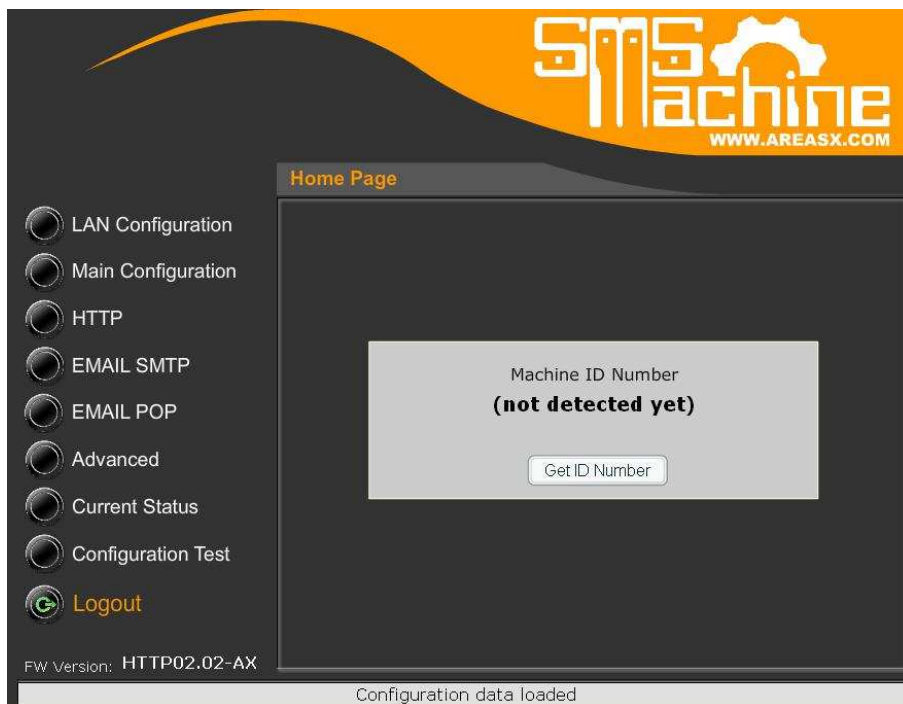 SMS
Machine
WWW.AREASX.COM
Home Page
LAN Configuration
Main Configuration
HTTP
EMAIL SMTP
EMAIL POP
Advanced
Current Status
Configuration Test
Logout
FW Version: HTTP02.02-AX
Machine ID Number
(not detected yet)
Get ID Number
Configuration data loaded